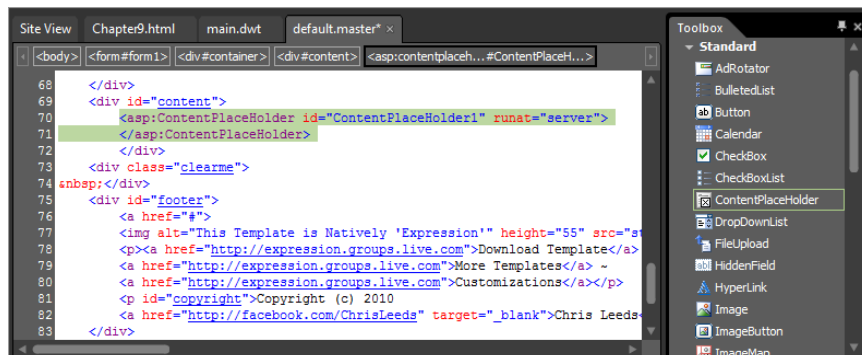 Site View Chapter9.html main.dwt default.master* ×
<body> <form#form1> <div#container> <div#content> <asp:contentplaceh...#ContentPlaceH...>
68 </div>
69 <div id="content">
70 <asp:ContentPlaceHolder id="ContentPlaceHolder1" runat="server">
71 </asp:ContentPlaceHolder>
72 </div>
73 <div class="clearme">
74 &nbsp;</div>
75 <div id="footer">
76 <a href="#">
77 <img alt="This Template is Natively 'Expression'" height="55" src="st
78 <p><a href="http://expression.groups.live.com">Download Template</a>
79 <a href="http://expression.groups.live.com">More Templates</a> ~
80 <a href="http://expression.groups.live.com">Customizations</a></p>
81 <p id="copyright">Copyright (c) 2010
82 <a href="http://facebook.com/ChrisLeeds" target="_blank">Chris Leeds<
83 </div>
Toolbox
Standard
AdRotator
BulletedList
ab Button
Calendar
CheckBox
CheckBoxList
ContentPlaceHolder
DropDownList
FileUpload
abl HiddenField
HyperLink
Image
ImageButton
ImageMap